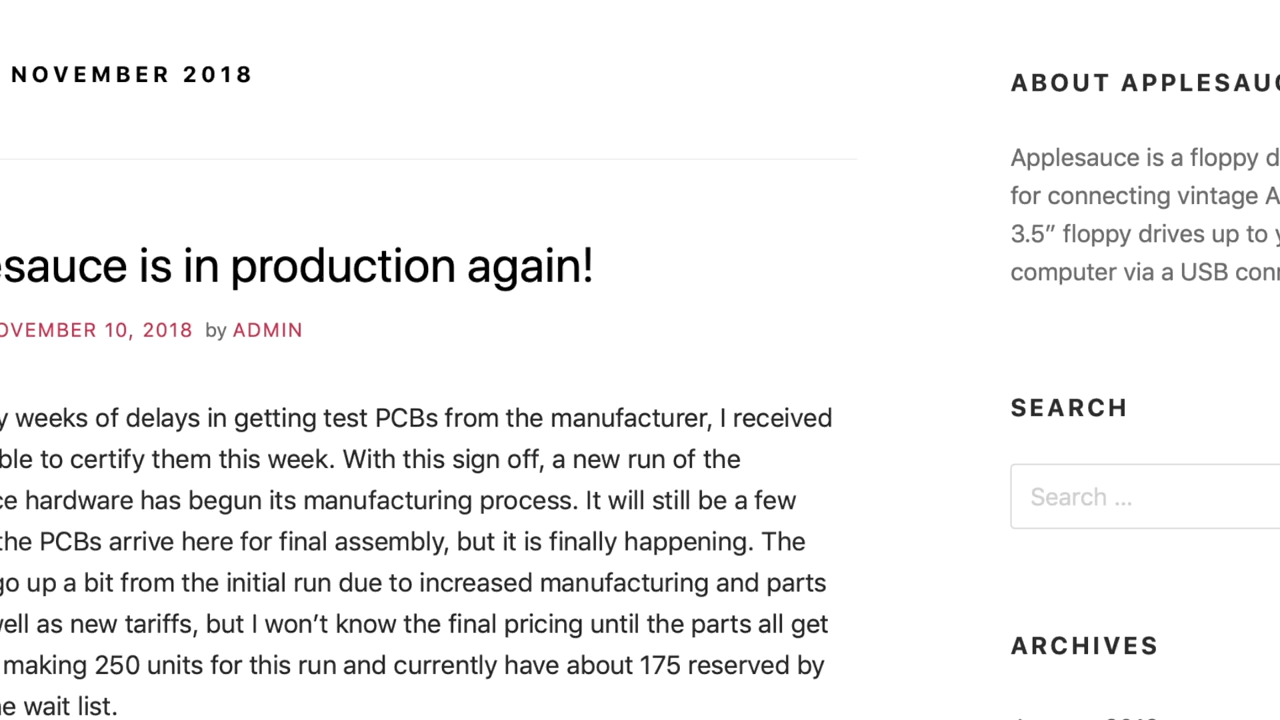 NOVEMBER 2018
esauce is in production again!
OVEMBER 10, 2018 by ADMIN
y weeks of delays in getting test PCBs from the manufacturer, I received
ble to certify them this week. With this sign off, a new run of the
ce hardware has begun its manufacturing process. It will still be a few
the PCBs arrive here for final assembly, but it is finally happening. The
go up a bit from the initial run due to increased manufacturing and parts
well as new tariffs, but I won’t know the final pricing until the parts all get
making 250 units for this run and currently have about 175 reserved by
he wait list.
ABOUT APPLESAUC
Applesauce is a floppy d
for connecting vintage A
3.5” floppy drives up to y
computer via a USB conn
SEARCH
Search ...
ARCHIVES